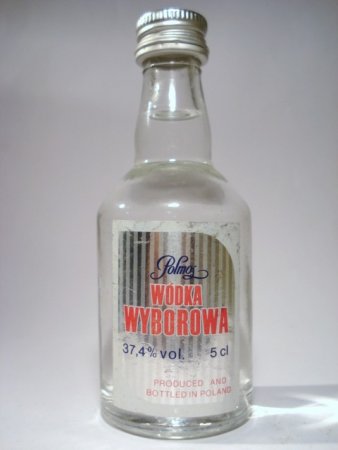 Polmos
WÓDKA
WYBOROWA
37,4% vol. 5 cl
PRODUCED AND
BOTTLED IN POLAND